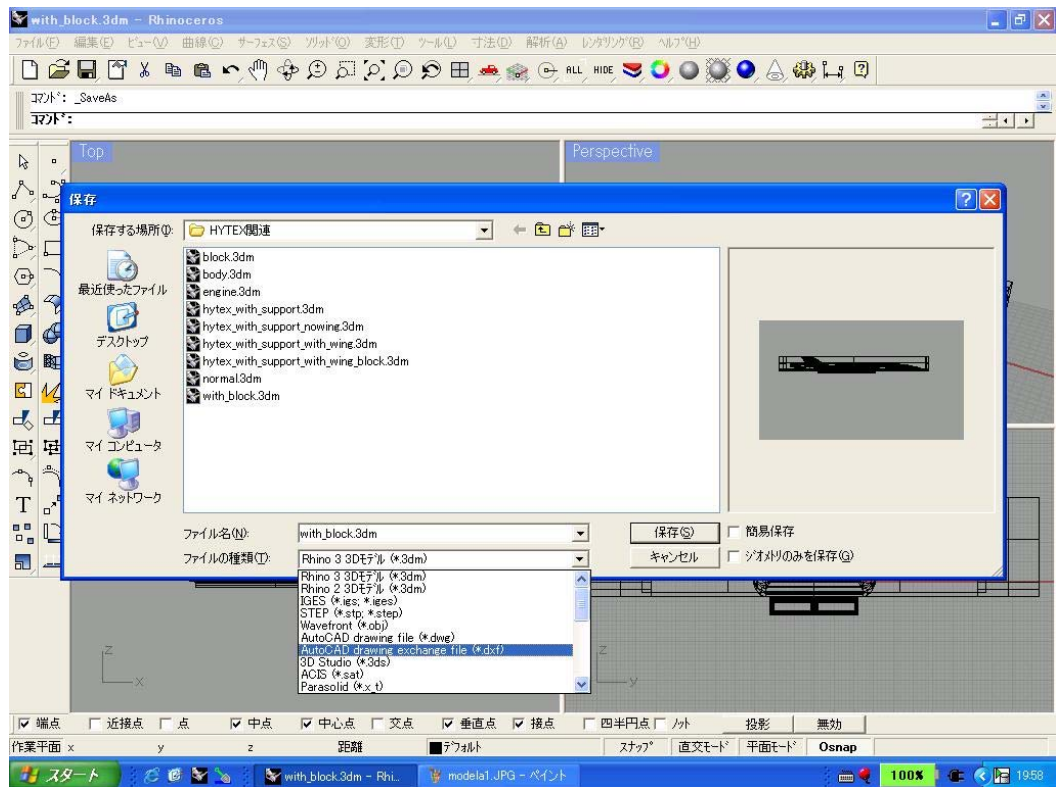 with_block.3dm - Rhinoceros
ファイル(F) 編集(E) ビュー(V) 曲線(C) サーフェス(S) ソリッド(O) 変形(T) ツール(L) 寸法(D) 解析(A) レンダリング(R) ヘルプ(H)
ALL HIDE
コマンド: _SaveAs
コマンド:
Top
Perspective
保存
保存する場所(I):
HYTEX関連
最近使ったファイル
デスクトップ
マイ ドキュメント
マイ コンピュータ
マイ ネットワーク
block.3dm
body.3dm
engine.3dm
hytex_with_support.3dm
hytex_with_support_nowing.3dm
hytex_with_support_with_wing.3dm
hytex_with_support_with_wing_block.3dm
normal.3dm
with_block.3dm
ファイル名(N): with_block.3dm 保存(S) 簡易保存
ファイルの種類(T): Rhino 3 3Dモデル (*.3dm) キャンセル ジオメトリのみを保存(G)
Rhino 3 3Dモデル (*.3dm)
Rhino 2 3Dモデル (*.3dm)
IGES (*.igs; *.iges)
STEP (*.stp; *.step)
Wavefront (*.obj)
AutoCAD drawing file (*.dwg)
AutoCAD drawing exchange file (*.dxf)
3D Studio (*.3ds)
ACIS (*.sat)
Parasolid (*.x_t)
z
x
z
y
端点 近接点 点 中点 中心点 交点 垂直点 接点 四半円点 ノット 投影 無効
作業平面 x y z 距離 デフォルト スナップ 直交モード 平面モード Osnap
スタート with_block.3dm - Rhi... modela1.JPG - ペイント 100% 19:58